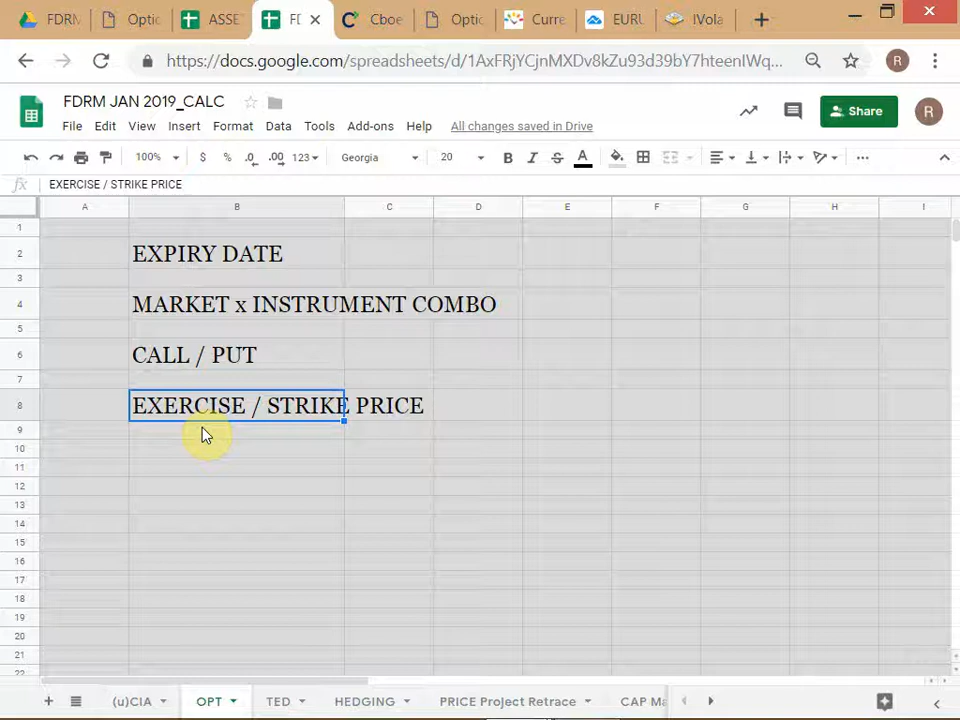 FDRM
Optic
ASSE
FD
Cboe
Optic
Curre
EURU
IVola
https://docs.google.com/spreadsheets/d/1AxFRjYCjnMXDv8kZu93d39bY7hteenIWq...
R
FDRM JAN 2019_CALC
File Edit View Insert Format Data Tools Add-ons Help All changes saved in Drive
Share
R
100% $ % .0 .00 123 Georgia 20 B I S A
fx EXERCISE / STRIKE PRICE
A B C D E F G H I
1
2 EXPIRY DATE
3
4 MARKET x INSTRUMENT COMBO
5
6 CALL / PUT
7
8 EXERCISE / STRIKE PRICE
9
10
11
12
13
14
15
16
17
18
19
20
21
22
(u)CIA OPT TED HEDGING PRICE Project Retrace CAP Ma